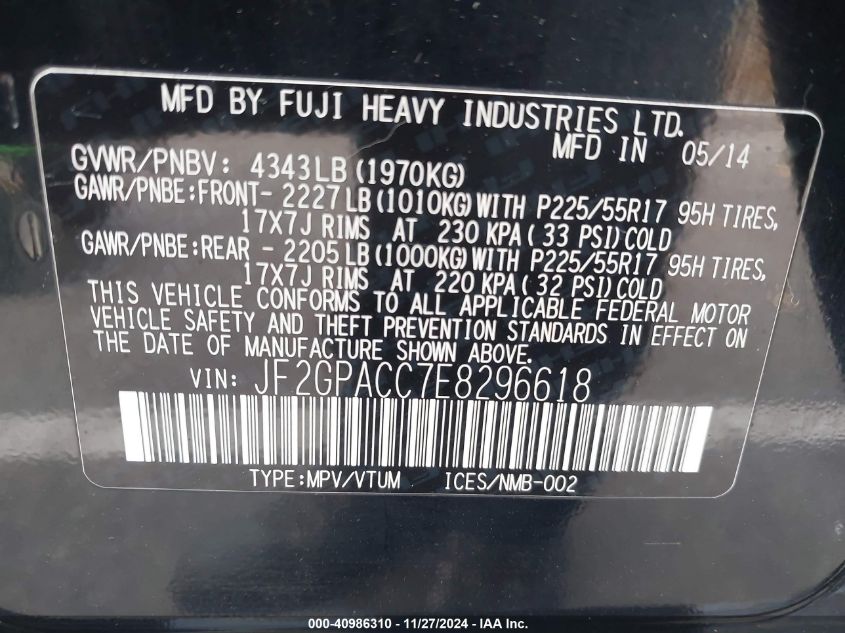 MFD BY FUJI HEAVY INDUSTRIES LTD.
MFD IN 05/14
GVWR/PNBV: 4343LB (1970KG)
GAWR/PNBE:FRONT- 2227LB (1010KG) WITH P225/55R17 95H TIRES,
17X7J RIMS AT 230 KPA (33 PSI) COLD
GAWR/PNBE:REAR - 2205LB (1000KG) WITH P225/55R17 95H TIRES,
17X7J RIMS AT 220 KPA (32 PSI) COLD
THIS VEHICLE CONFORMS TO ALL APPLICABLE FEDERAL MOTOR
VEHICLE SAFETY AND THEFT PREVENTION STANDARDS IN EFFECT ON
THE DATE OF MANUFACTURE SHOWN ABOVE.
VIN: JF2GPACC7E8296618
TYPE:MPV/VTUM ICES/NMB-002
000-40986310 - 11/27/2024 - IAA Inc.